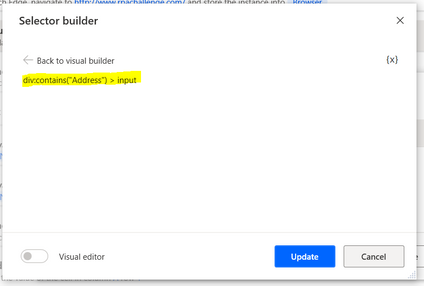 Edge, navigate to http://www.rpachallenge.com/ and store the instance into Browser
Selector builder
Back to visual builder
{x}
div:contains("Address") > input
Visual editor
Update
Cancel